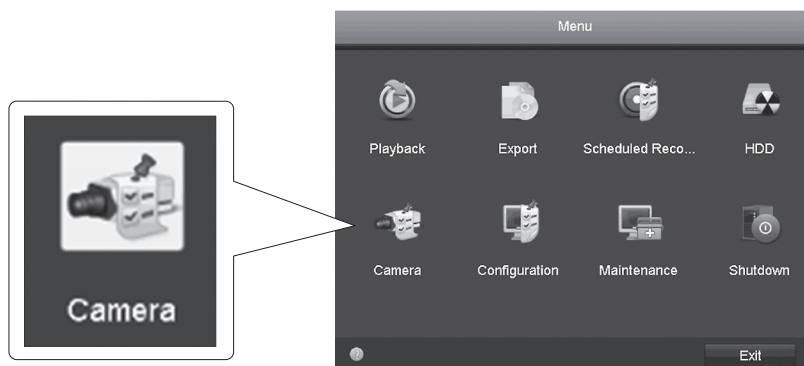 Menu
Playback
Export
Scheduled Reco...
HDD
Camera
Camera
Configuration
Maintenance
Shutdown
?
Exit